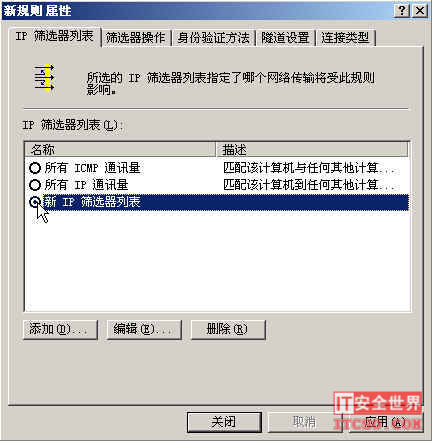 新规则 属性
IP 筛选器列表 筛选器操作 身份验证方法 隧道设置 连接类型
所选的 IP 筛选器列表指定了哪个网络传输将受此规则
影响。
IP 筛选器列表(L):
名称 描述
所有 ICMP 通讯量 匹配该计算机与任何其他计算...
所有 IP 通讯量 匹配该计算机到任何其他计算...
新 IP 筛选器列表
添加(D)... 编辑(E)... 删除(R)
IT安全世界
关闭 取消 应用(A)